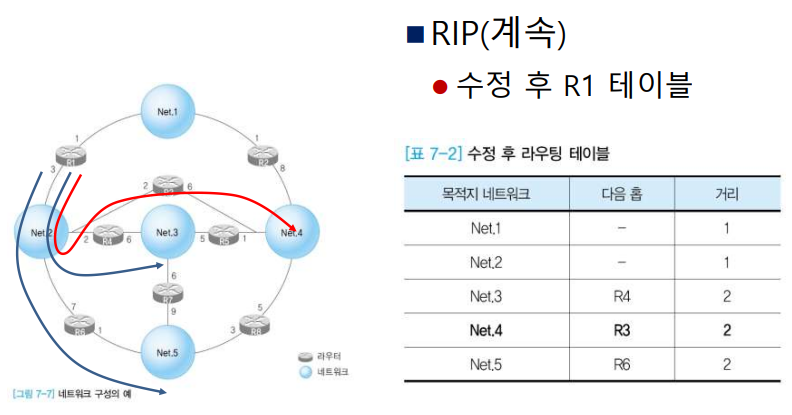 ■ RIP(계속)
● 수정 후 R1 테이블
Net.1
1
1
R1
R2
3
8
2
R3
6
Net.2
2
R4
6
Net.3
5
R5
1
Net.4
6
R7
9
7
R6
1
5
3
R8
Net.5
라우터
네트워크
[그림 7-7] 네트워크 구성의 예
[표 7-2] 수정 후 라우팅 테이블
목적지 네트워크 다음 홉 거리
Net.1 – 1
Net.2 – 1
Net.3 R4 2
Net.4 R3 2
Net.5 R6 2